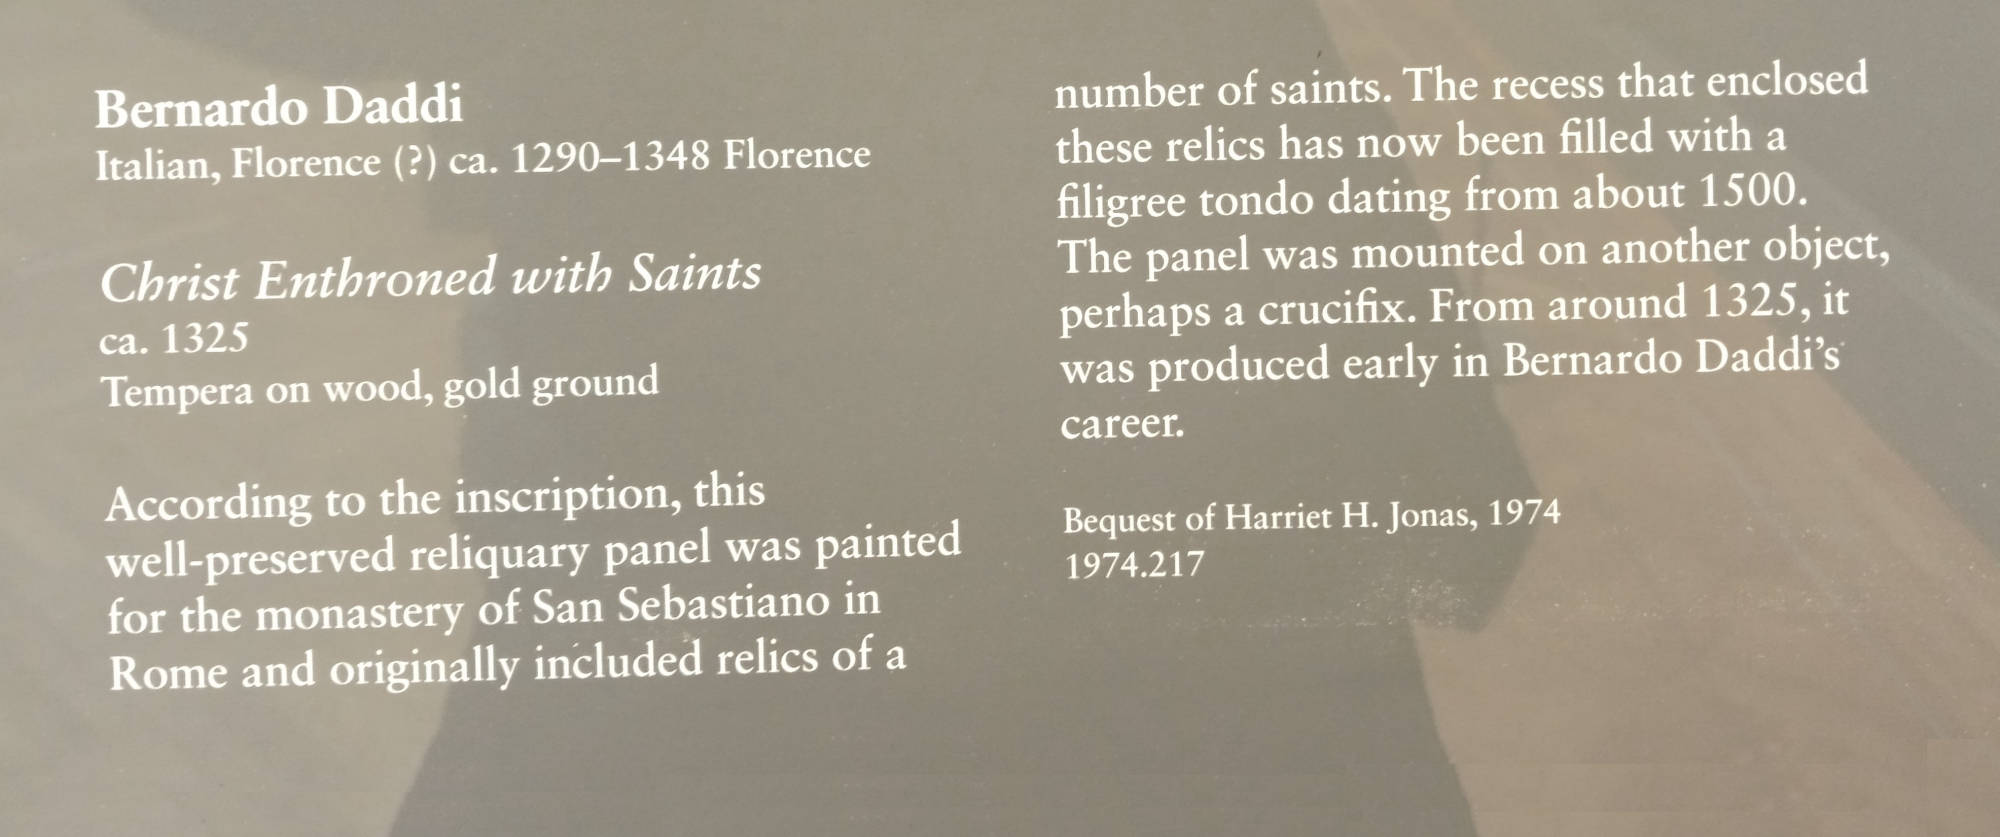 Bernardo Daddi
Italian, Florence (?) ca. 1290–1348 Florence
Christ Enthroned with Saints
ca. 1325
Tempera on wood, gold ground
According to the inscription, this
well-preserved reliquary panel was painted
for the monastery of San Sebastiano in
Rome and originally included relics of a
number of saints. The recess that enclosed
these relics has now been filled with a
filigree tondo dating from about 1500.
The panel was mounted on another object,
perhaps a crucifix. From around 1325, it
was produced early in Bernardo Daddi’s
career.
Bequest of Harriet H. Jonas, 1974
1974.217